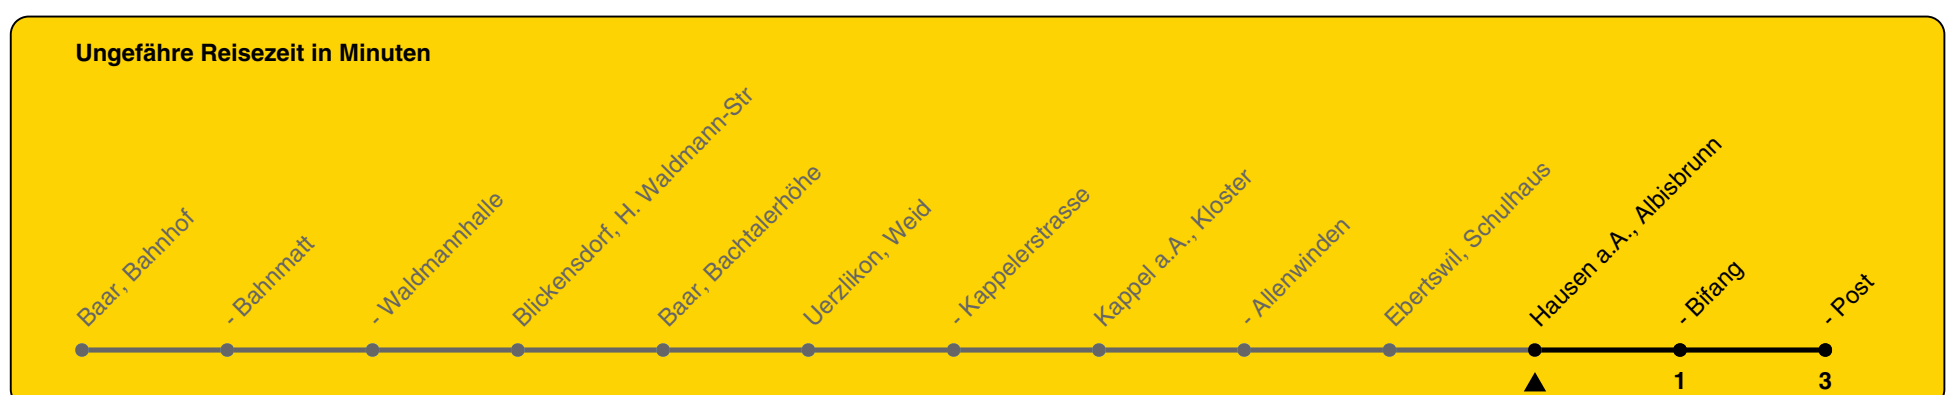 Ungefähre Reisezeit in Minuten
Baar, Bahnhof
- Bahnmatt
- Waldmannhalle
Blickensdorf, H. Waldmann-Str
Baar, Bachtalerhöhe
Uerzlikon, Weid
- Kappelerstrasse
Kappel a.A., Kloster
- Allenwinden
Ebertswil, Schulhaus
Hausen a.A., Albisbrunn
- Bifang
- Post
1
3